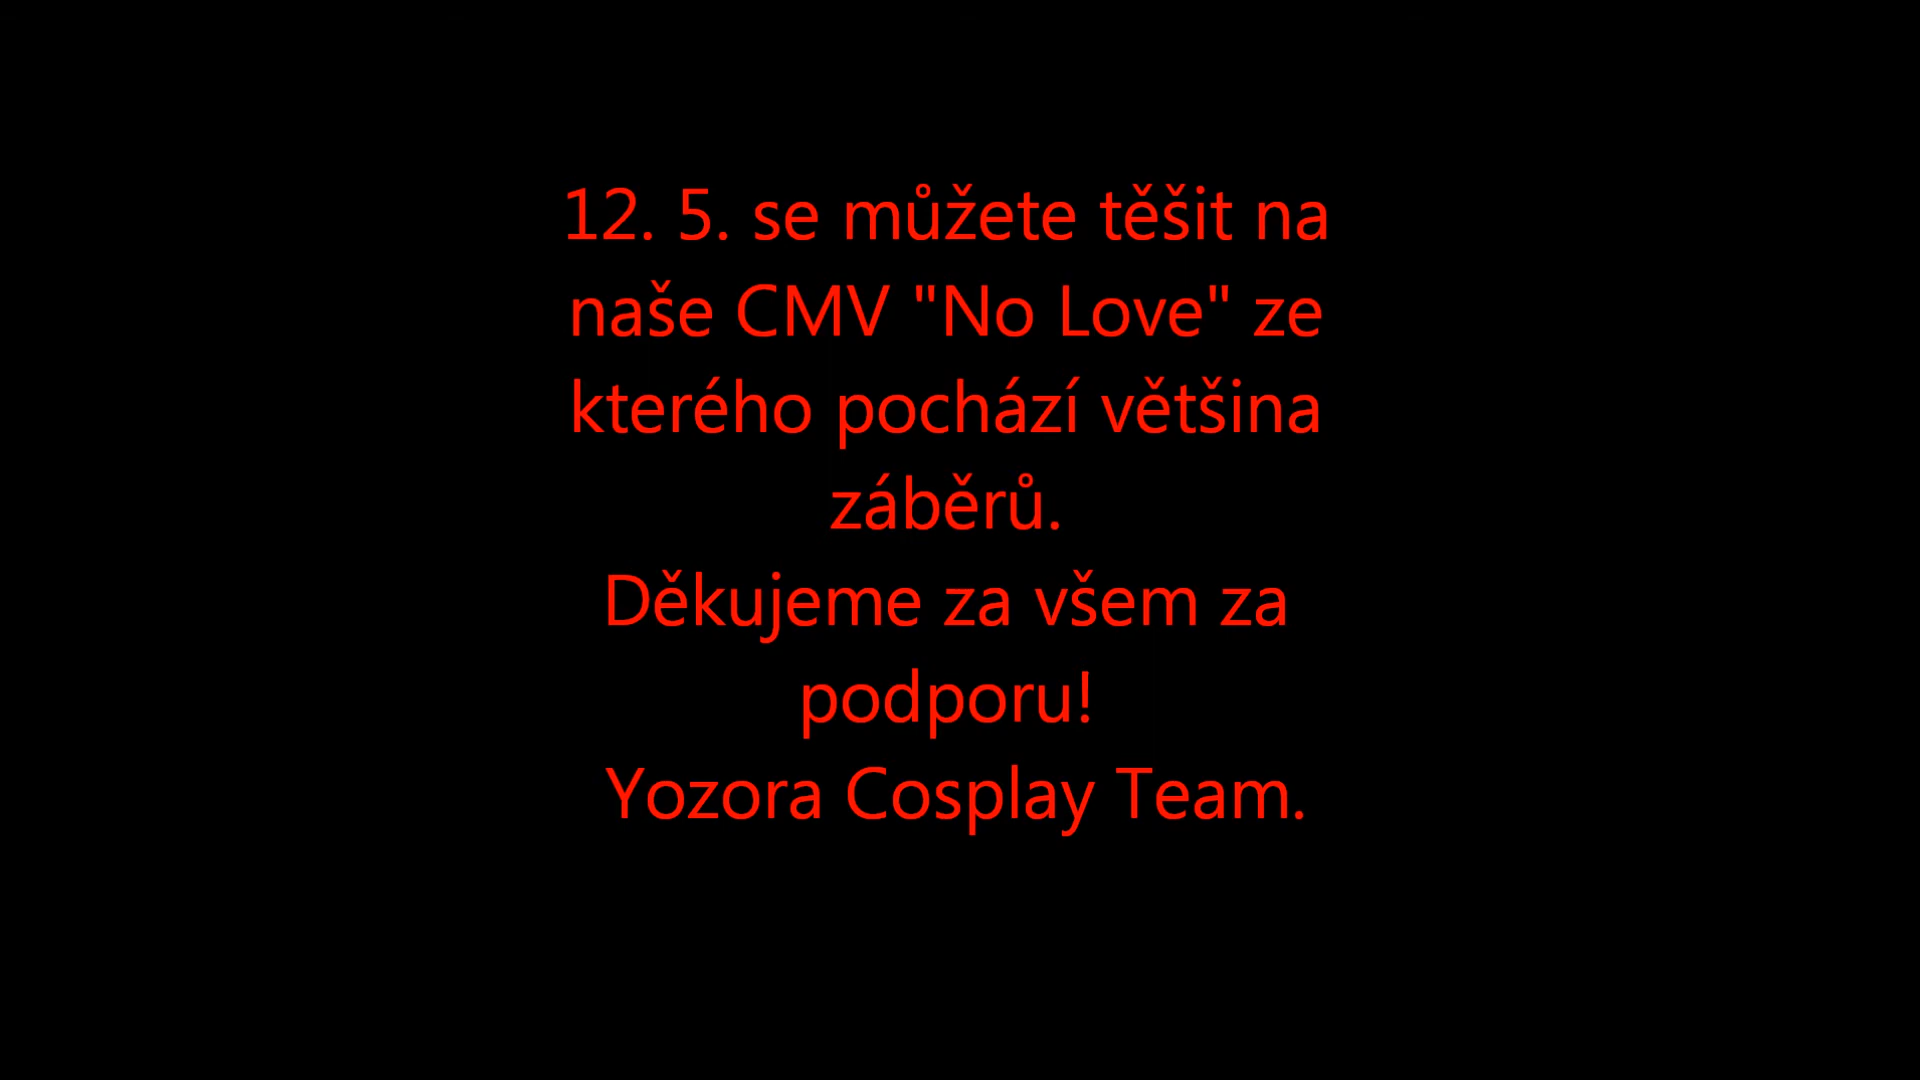 12. 5. se můžete těšit na
naše CMV "No Love" ze
kterého pochází většina
záběrů.
Děkujeme za všem za
podporu!
Yozora Cosplay Team.